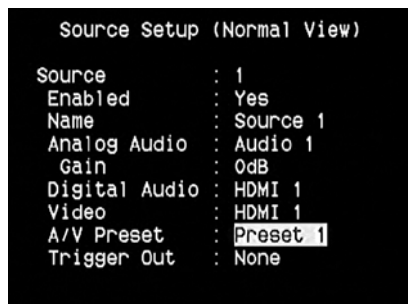 Source Setup (Normal View)
Source : 1
Enabled : Yes
Name : Source 1
Analog Audio : Audio 1
Gain : 0dB
Digital Audio : HDMI 1
Video : HDMI 1
A/V Preset : Preset 1
Trigger Out : None